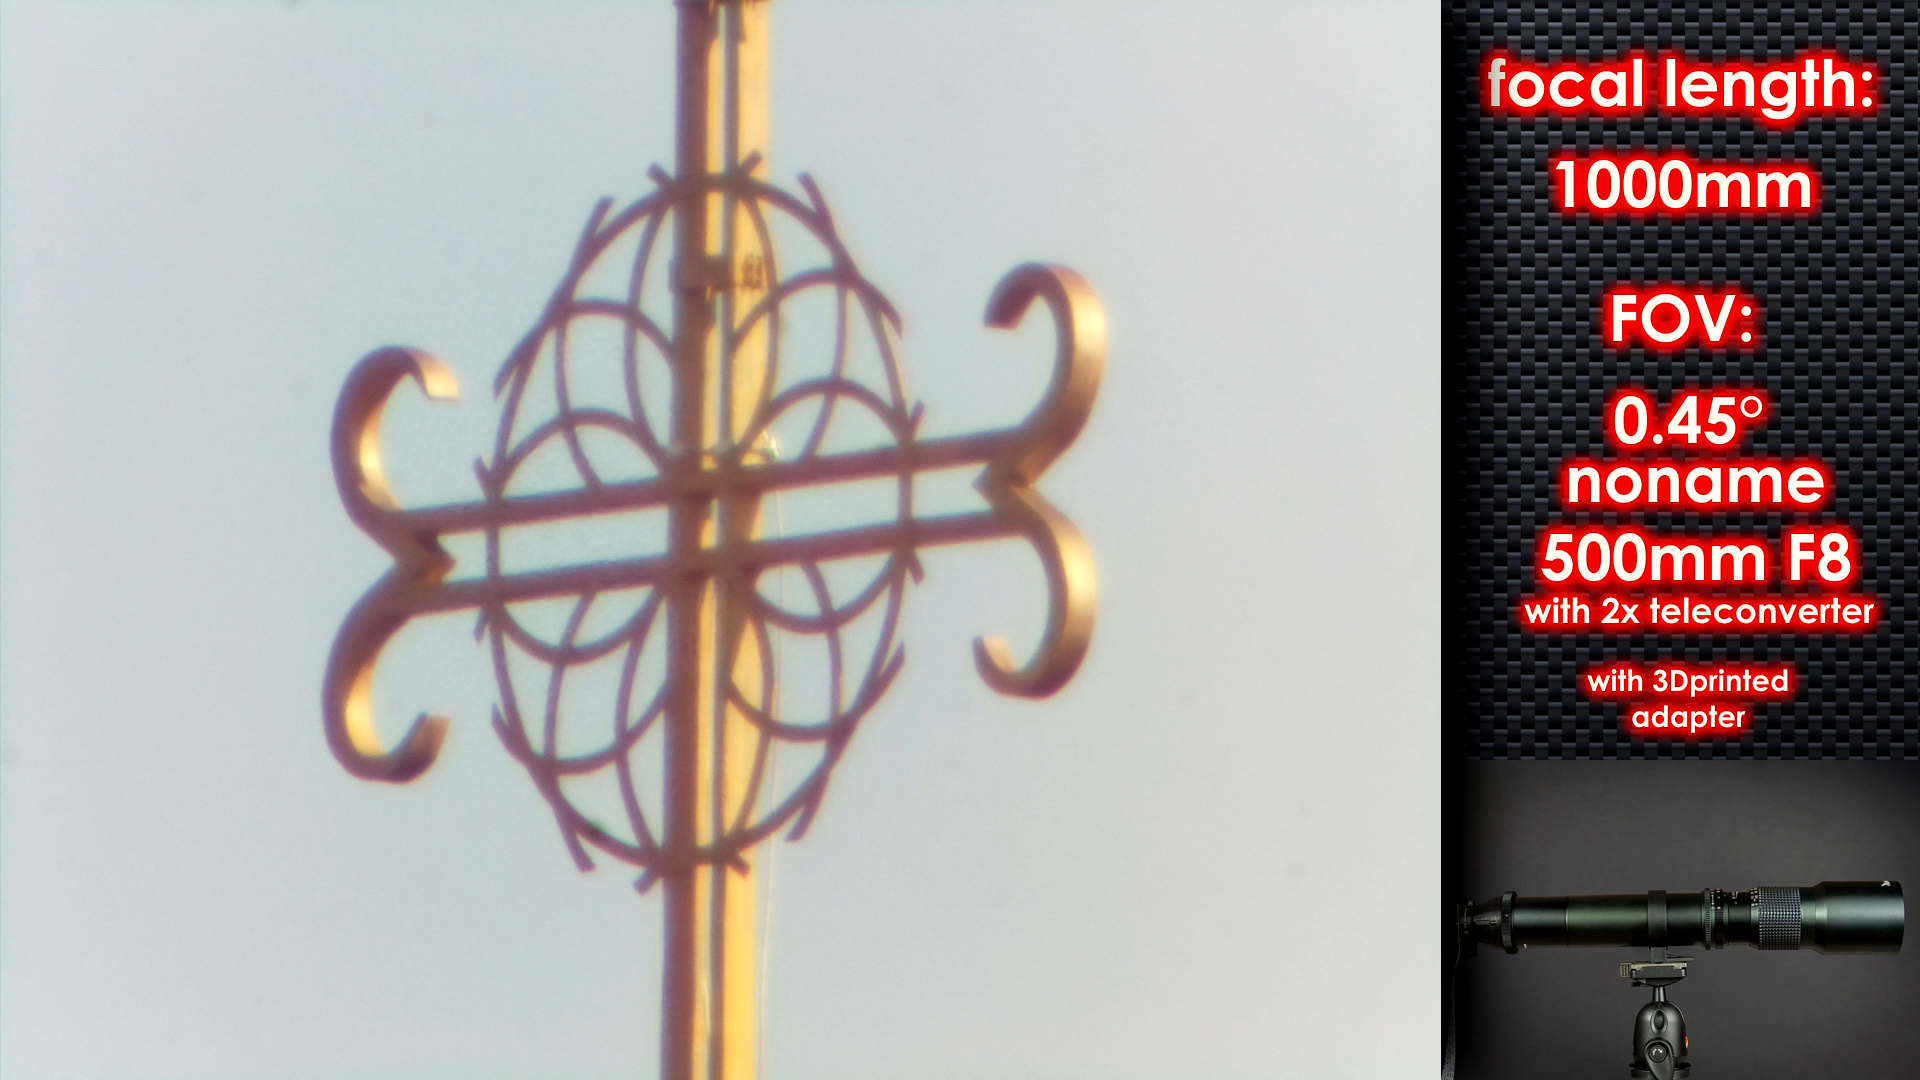 focal length:
1000mm
FOV:
0.45°
noname
500mm F8
with 2x teleconverter
with 3Dprinted
adapter